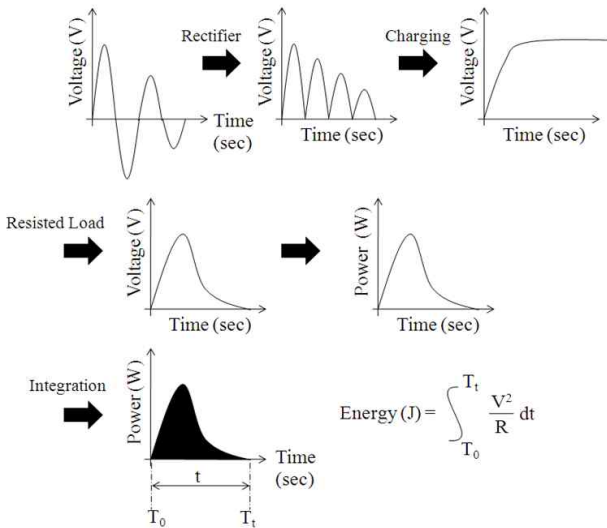 Voltage (V)
Time
(sec)
Rectifier
Voltage (V)
Time (sec)
Charging
Voltage (V)
Time (sec)
Resisted Load
Voltage (V)
Time (sec)
Power (W)
Time (sec)
Integration
Power (W)
Time
(sec)
t
T₀
Tₜ
Energy (J) = ∫ T₀ Tₜ V²/R dt